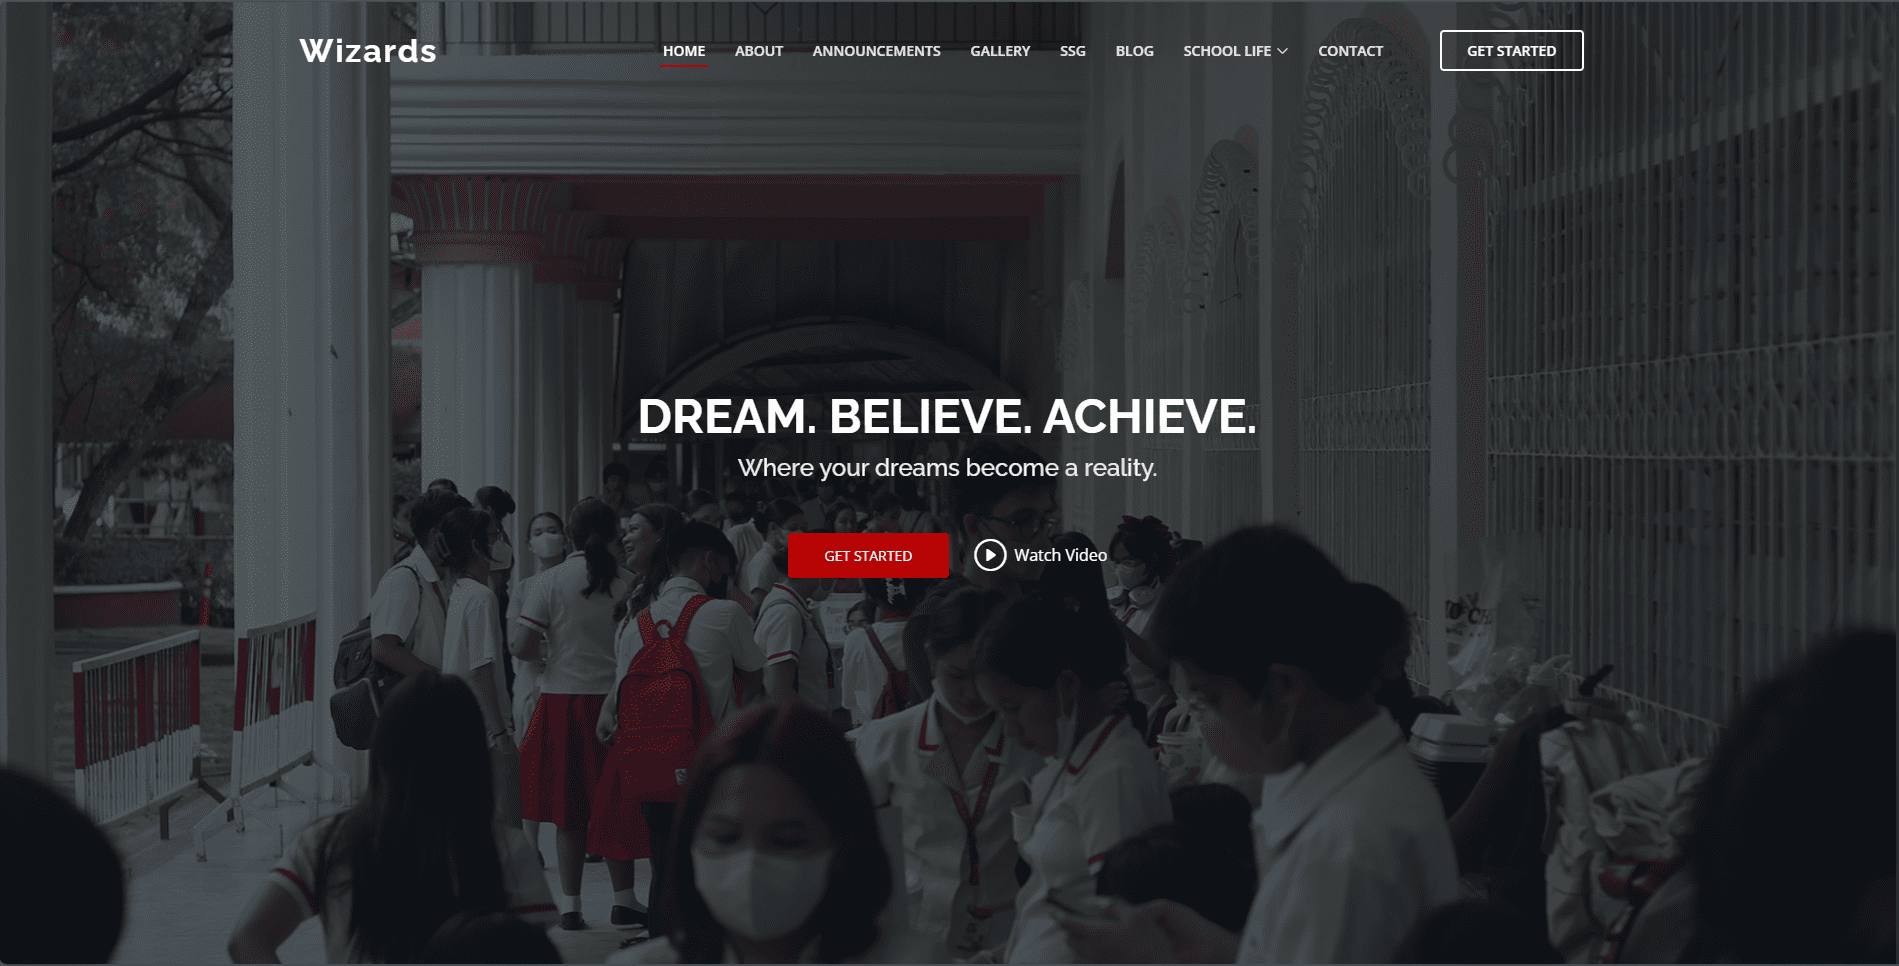 Wizards
HOME ABOUT ANNOUNCEMENTS GALLERY SSG BLOG SCHOOL LIFE CONTACT GET STARTED
DREAM. BELIEVE. ACHIEVE.
Where your dreams become a reality.
GET STARTED Watch Video